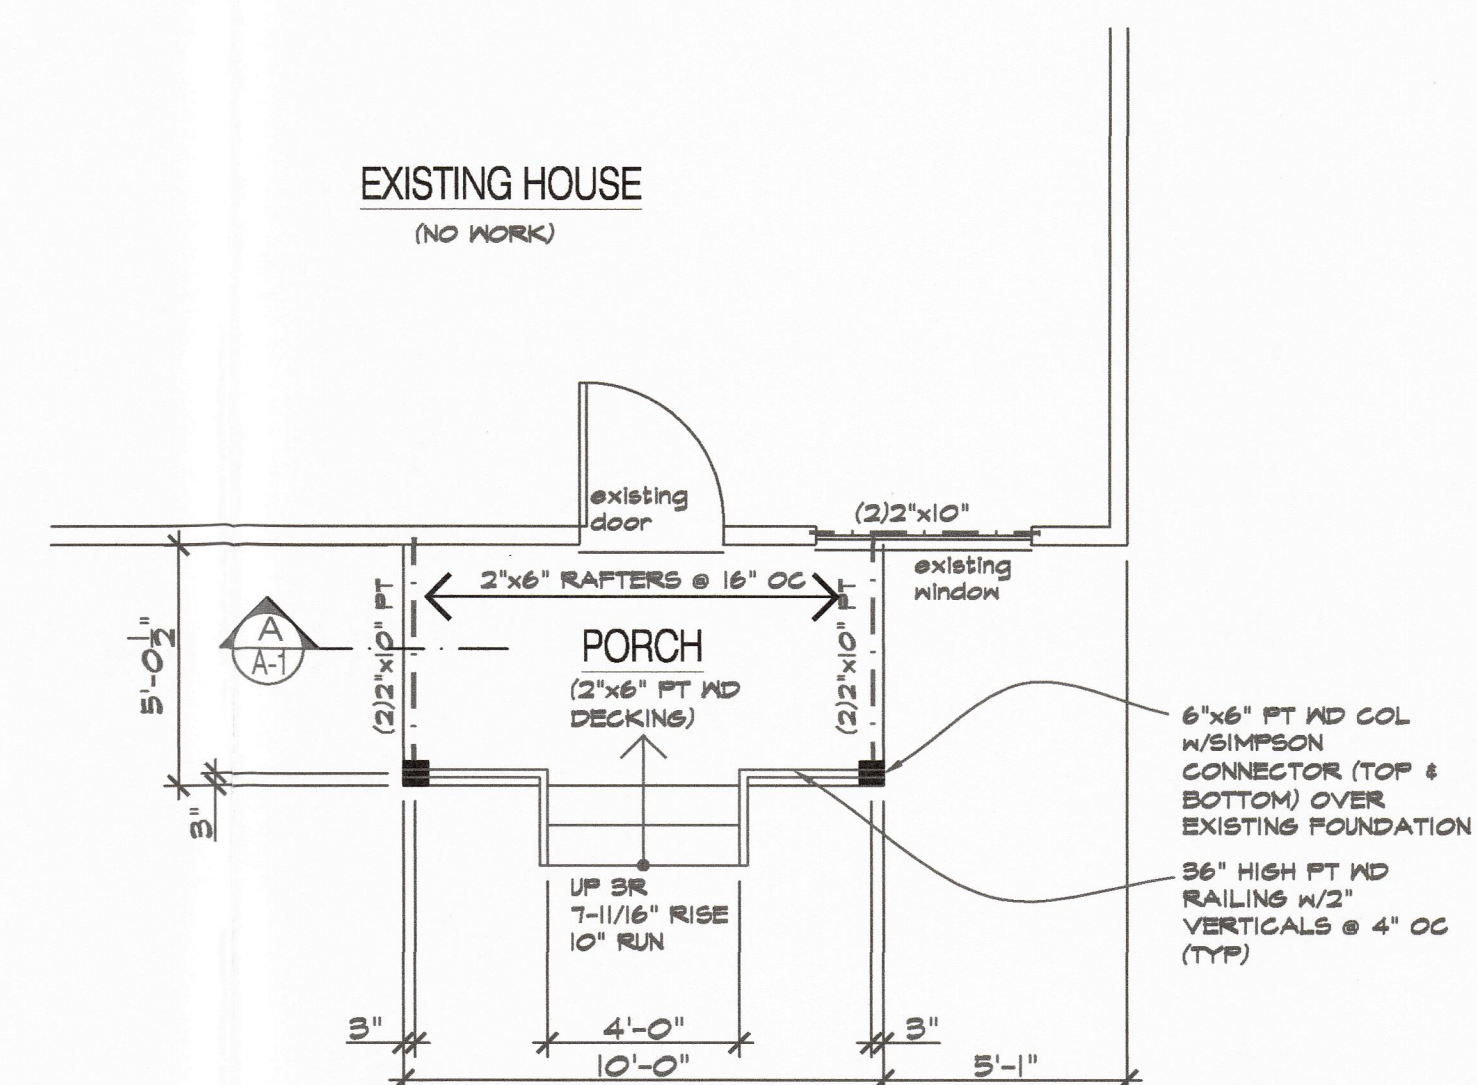 EXISTING HOUSE
(NO WORK)
existing
door
(2)2"x10"
existing
window
2"x6" RAFTERS @ 16" OC
(2)2"x10" PT
(2)2"x10" PT
5'-0 1/2"
A
A-1
PORCH
(2"x6" PT WD
DECKING)
3"
6"x6" PT WD COL
w/SIMPSON
CONNECTOR (TOP &
BOTTOM) OVER
EXISTING FOUNDATION
36" HIGH PT WD
RAILING w/2"
VERTICALS @ 4" OC
(TYP)
UP 3R
7-11/16" RISE
10" RUN
3"
4'-0"
3"
10'-0"
5'-1"